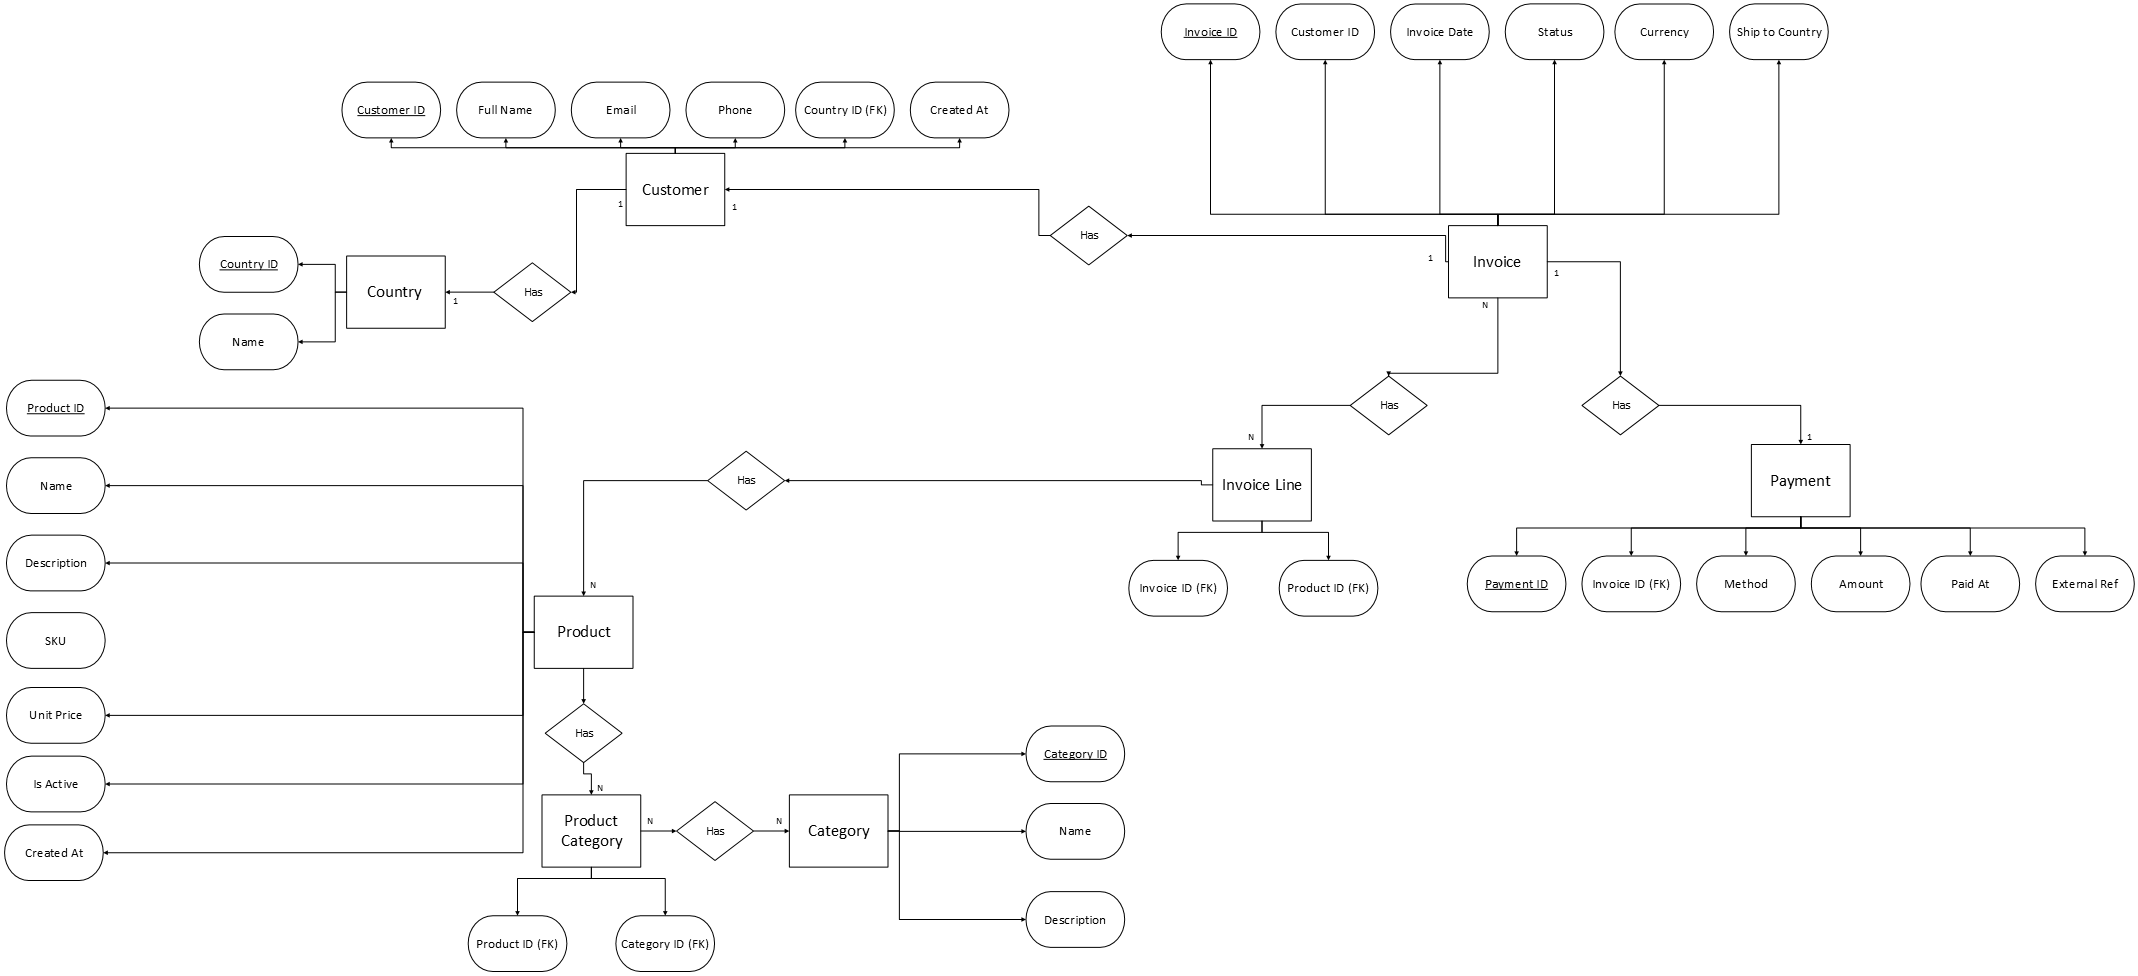 Invoice ID
Customer ID
Invoice Date
Status
Currency
Ship to Country
Customer ID
Full Name
Email
Phone
Country ID (FK)
Created At
Customer
1
1
Has
1
Invoice
1
N
Country ID
Name
Country
1
Has
Has
Has
N
1
Product ID
Name
Description
SKU
Unit Price
Is Active
Created At
Has
Invoice Line
Payment
Invoice ID (FK)
Product ID (FK)
Payment ID
Invoice ID (FK)
Method
Amount
Paid At
External Ref
N
Product
Has
N
Product
Category
N
Has
N
Category
Category ID
Name
Description
Product ID (FK)
Category ID (FK)